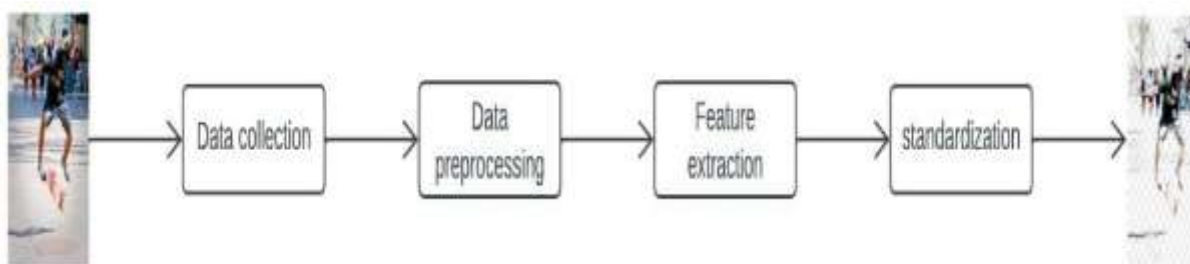 Data collection
Data
preprocessing
Feature
extraction
standardization